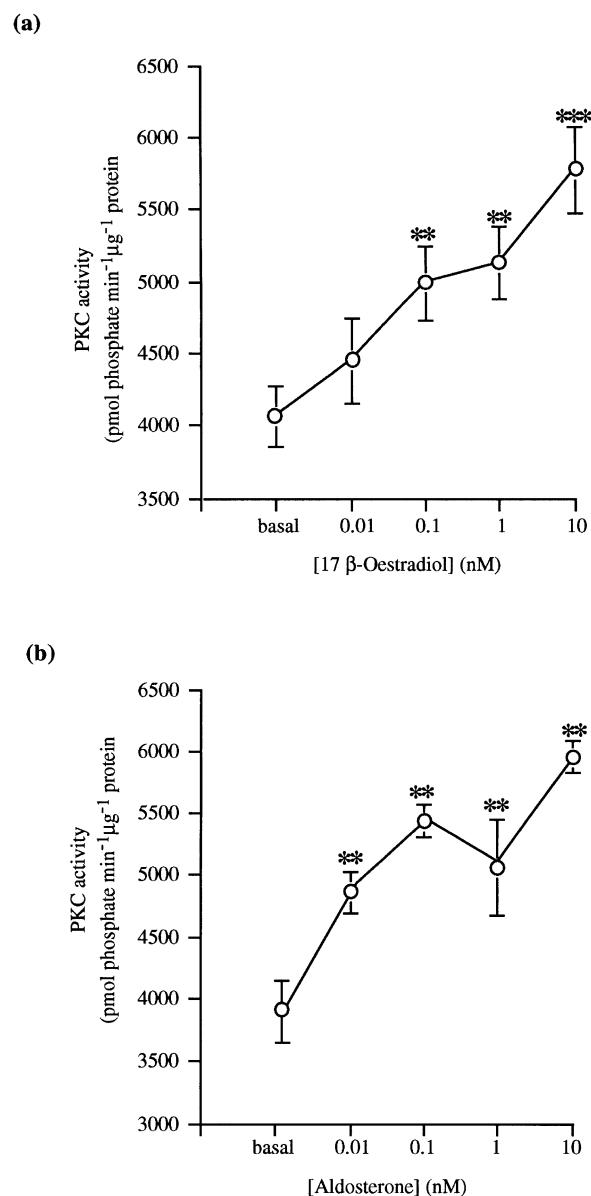 (a)
6500
6000
5500
5000
4500
4000
3500
PKC activity
(pmol phosphate min⁻¹µg⁻¹ protein
***
**
**
basal 0.01 0.1 1 10
[17 β-Oestradiol] (nM)
(b)
6500
6000
5500
5000
4500
4000
3500
3000
PKC activity
(pmol phosphate min⁻¹µg⁻¹ protein
**
**
**
**
basal 0.01 0.1 1 10
[Aldosterone] (nM)